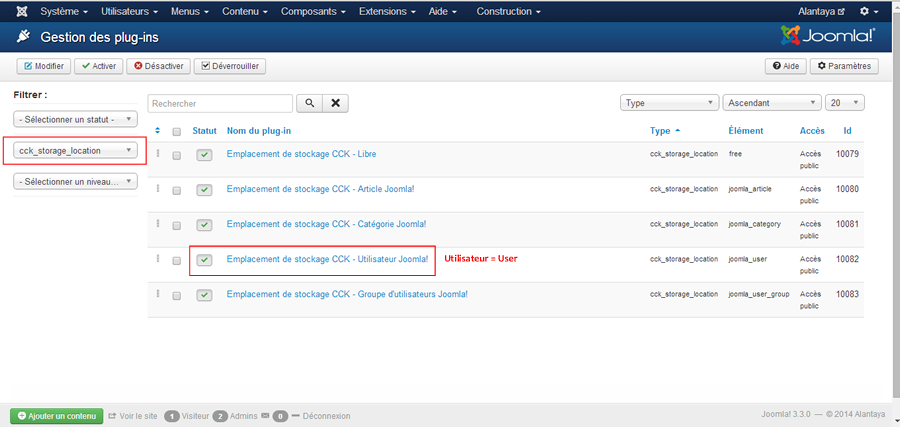 Système Utilisateurs Menus Contenu Composants Extensions Aide Construction Alantaya
Gestion des plug-ins Joomla!
Modifier Activer Désactiver Déverrouiller Aide Paramètres
Filtrer :
- Sélectionner un statut -
cck_storage_location
- Sélectionner un niveau...
Rechercher Type Ascendant 20
Statut Nom du plug-in Type Élément Accès Id
Emplacement de stockage CCK - Libre cck_storage_location free Accès public 10079
Emplacement de stockage CCK - Article Joomla! cck_storage_location joomla_article Accès public 10080
Emplacement de stockage CCK - Catégorie Joomla! cck_storage_location joomla_category Accès public 10081
Emplacement de stockage CCK - Utilisateur Joomla! Utilisateur = User cck_storage_location joomla_user Accès public 10082
Emplacement de stockage CCK - Groupe d'utilisateurs Joomla! cck_storage_location joomla_user_group Accès public 10083
Ajouter un contenu Voir le site 1 Visiteur 2 Admins 0 Déconnexion Joomla! 3.3.0 — © 2014 Alantaya